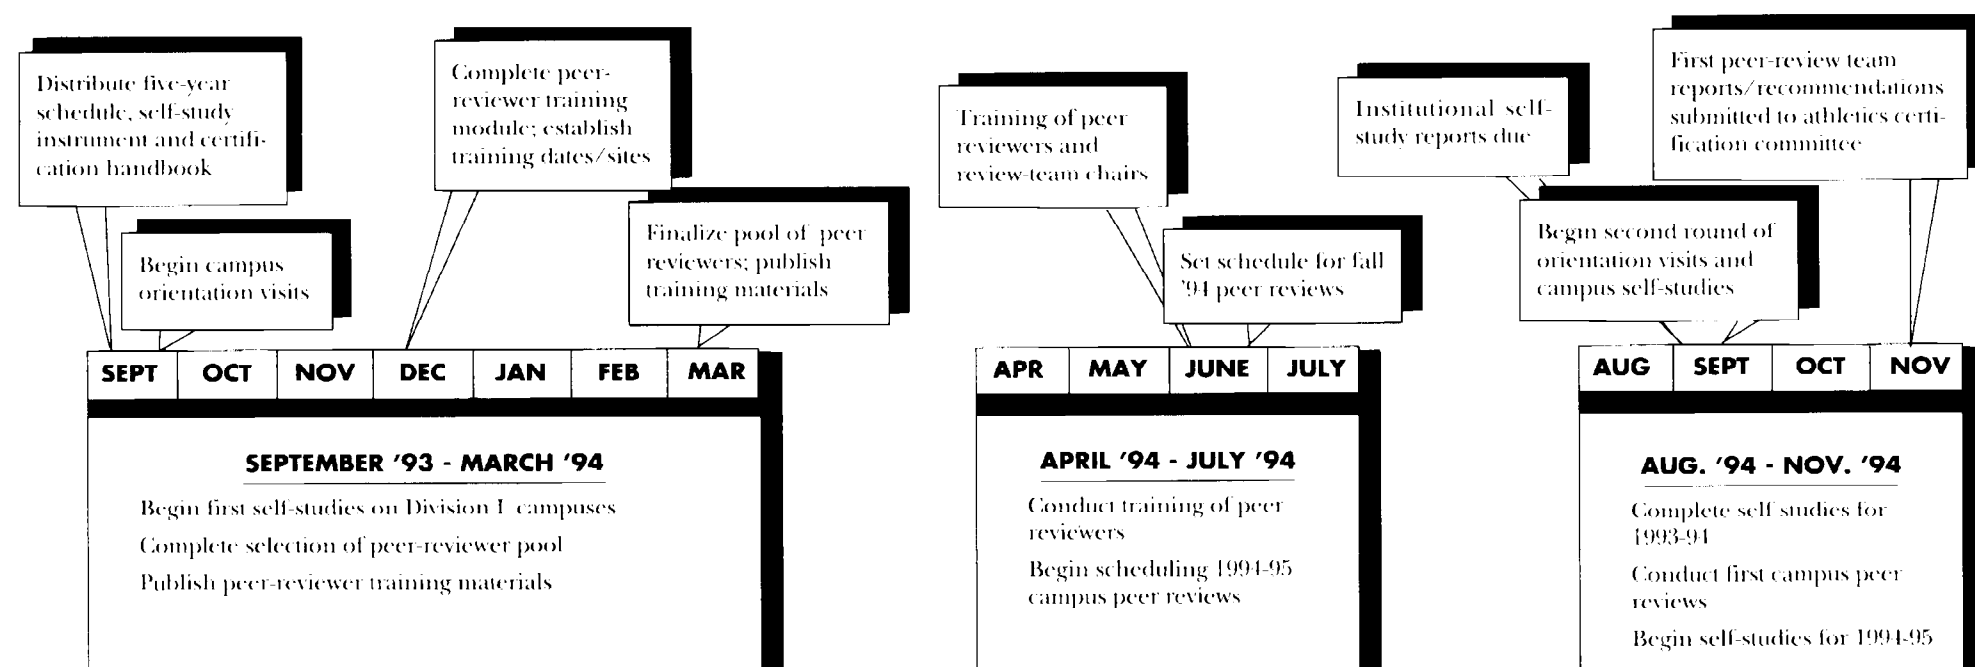 Distribute five-year
schedule, self-study
instrument and certifi-
cation handbook
Begin campus
orientation visits
Complete peer-
reviewer training
module; establish
training dates/sites
Finalize pool of peer
reviewers; publish
training materials
SEPT OCT NOV DEC JAN FEB MAR
SEPTEMBER '93 - MARCH '94
Begin first self-studies on Division I campuses
Complete selection of peer-reviewer pool
Publish peer-reviewer training materials
Training of peer
reviewers and
review-team chairs
Set schedule for fall
'94 peer reviews
APR MAY JUNE JULY
APRIL '94 - JULY '94
Conduct training of peer
reviewers
Begin scheduling 1994-95
campus peer reviews
Institutional self-
study reports due
Begin second round of
orientation visits and
campus self-studies
First peer-review team
reports/recommendations
submitted to athletics certi-
fication committee
AUG SEPT OCT NOV
AUG. '94 - NOV. '94
Complete self studies for
1993-94
Conduct first campus peer
reviews
Begin self-studies for 1994-95